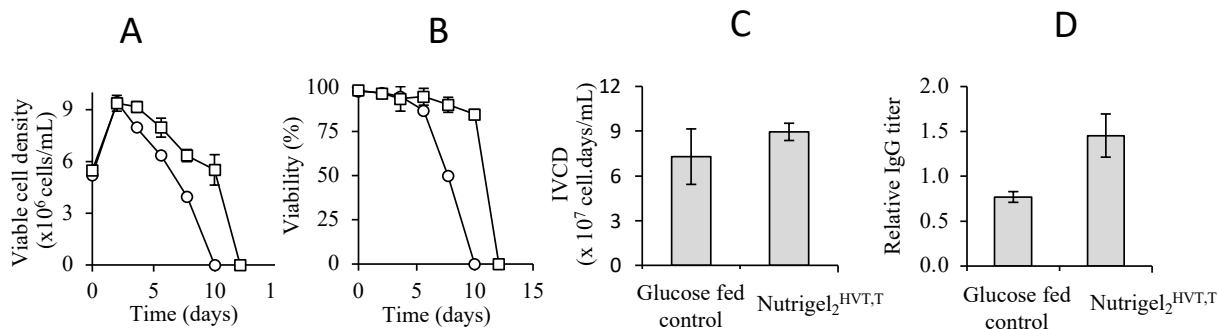 A
Viable cell density
(x10⁶ cells/mL)
9
6
3
0
0 5 10 1
Time (days)
B
Viability (%)
100
75
50
25
0
0 5 10 15
Time (days)
C
IVCD
(x 10⁷ cell.days/mL)
12
9
6
3
0
Glucose fed
control
Nutrigel₂ᴴⱽᵀ,ᵀ
D
Relative IgG titer
2.0
1.5
1.0
0.5
0.0
Glucose fed
control
Nutrigel₂ᴴⱽᵀ,ᵀ